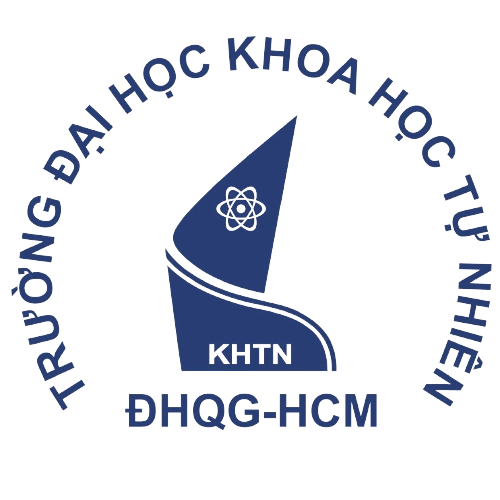 TRƯỜNG ĐẠI HỌC KHOA HỌC TỰ NHIÊN
KHTN
ĐHQG-HCM